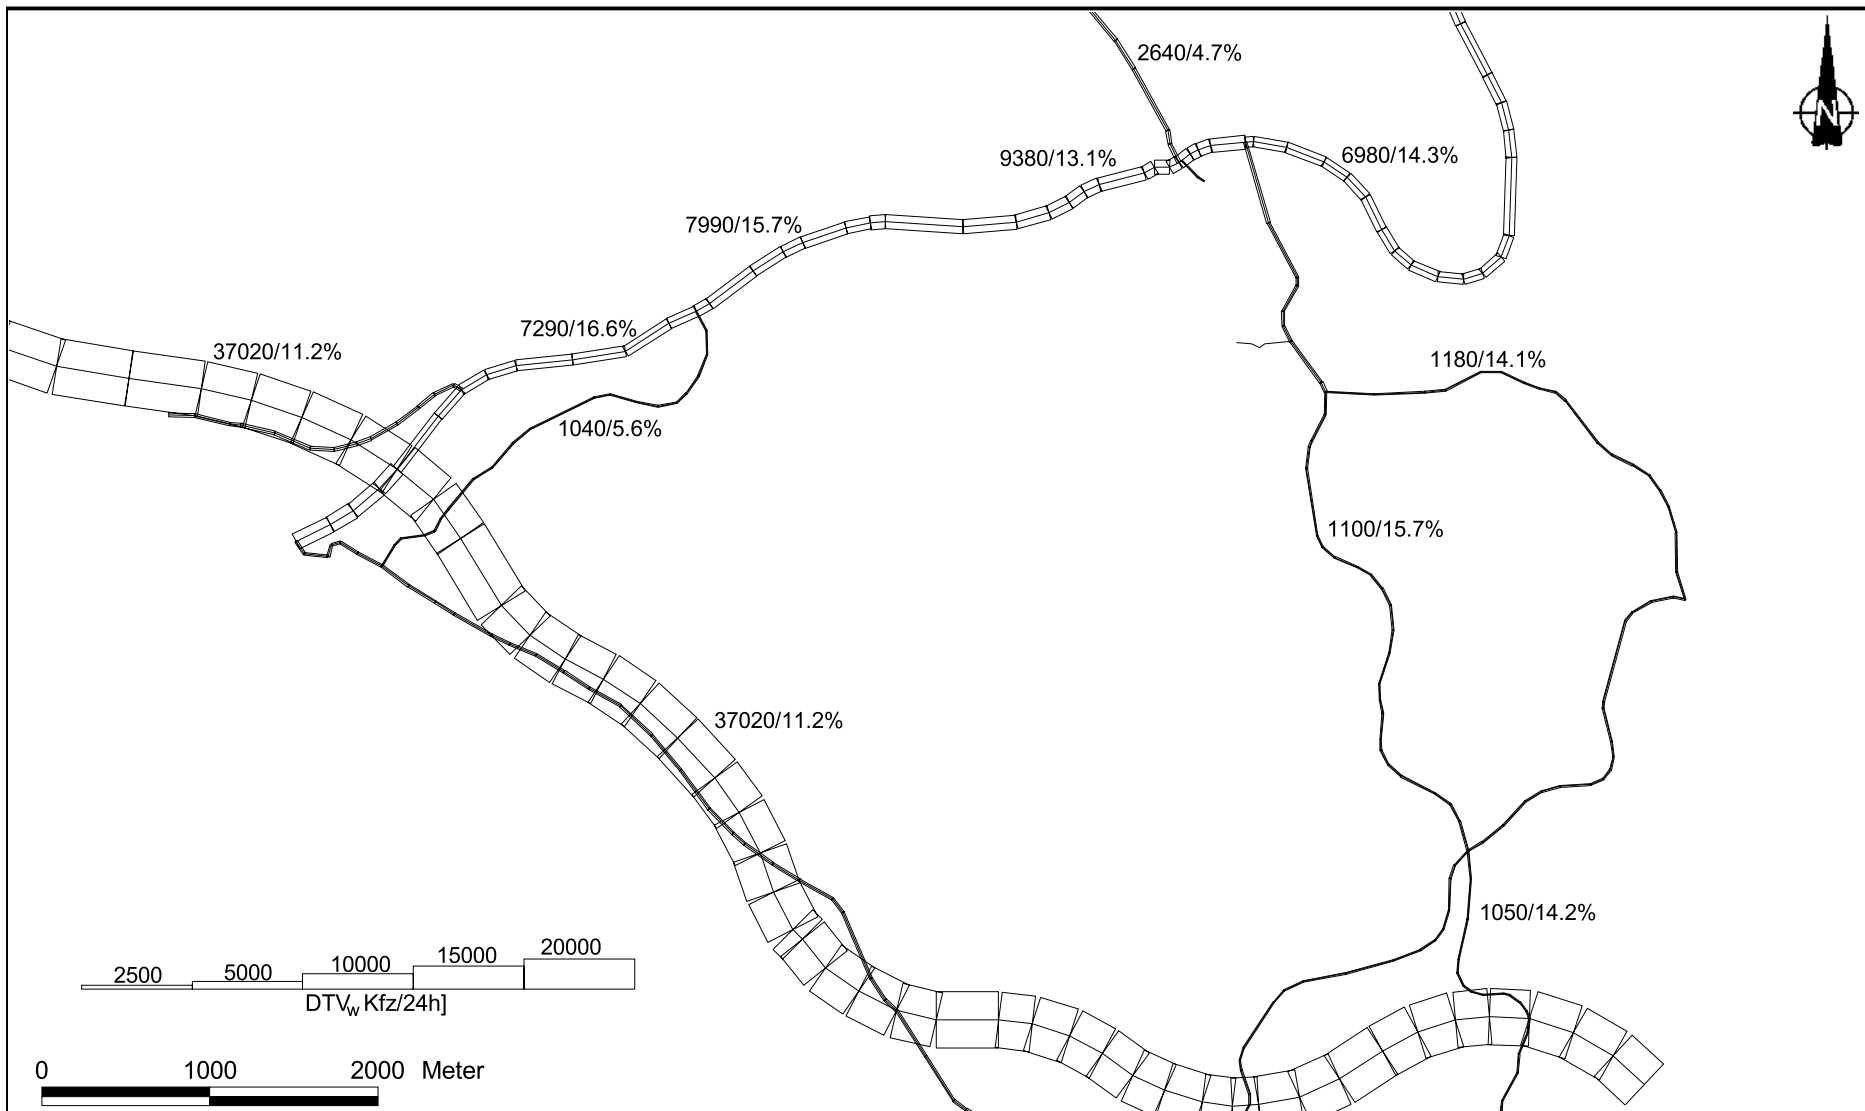 2640/4.7%
N
9380/13.1%
6980/14.3%
7990/15.7%
7290/16.6%
37020/11.2%
1180/14.1%
1040/5.6%
1100/15.7%
37020/11.2%
1050/14.2%
2500 5000 10000 15000 20000
DTVw Kfz/24h]
0 1000 2000 Meter